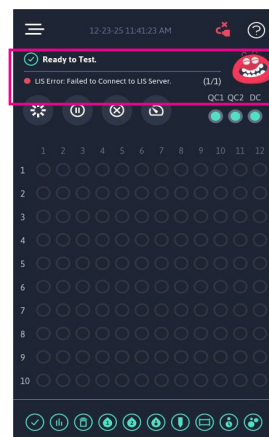 12-23-25 11:41:23 AM
Ready to Test.
LIS Error: Failed to Connect to LIS Server. (1/1)
QC1 QC2 DC
1 2 3 4 5 6 7 8 9 10 11 12
1
2
3
4
5
6
7
8
9
10